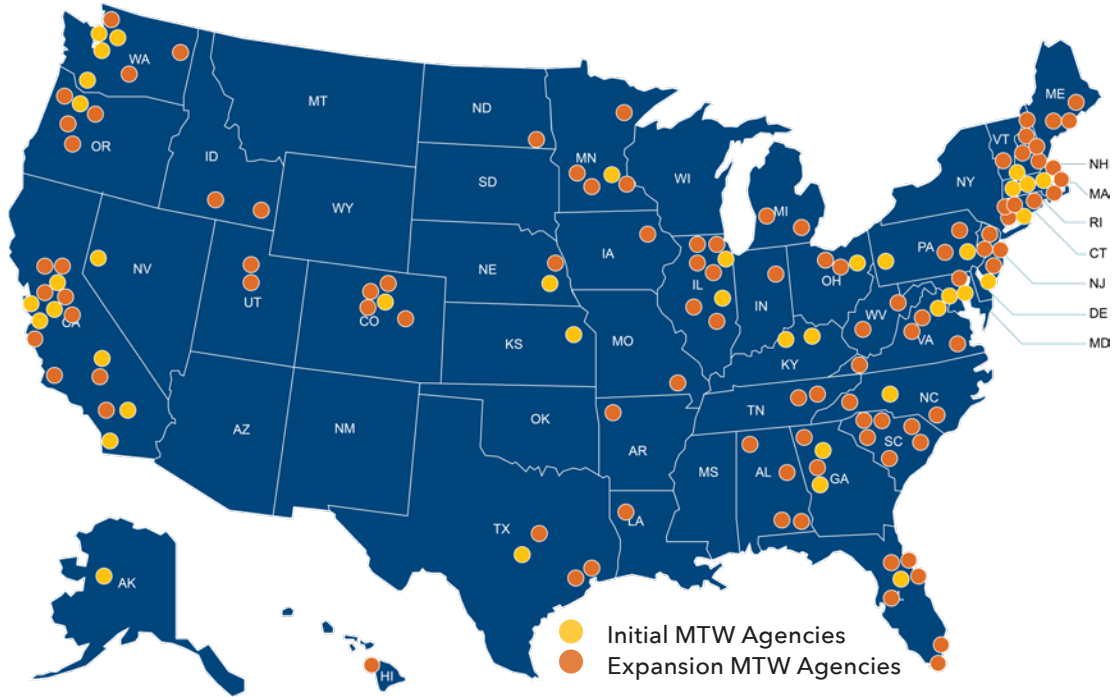 WA
MT
ND
MN
ME
VT
NH
OR
ID
SD
WI
MI
NY
MA
RI
WY
CT
NV
UT
NE
IA
PA
NJ
CA
CO
IL
IN
OH
DE
WV
VA
MD
KS
MO
KY
AZ
NM
OK
AR
TN
NC
SC
MS
AL
GA
TX
LA
AK
HI
Initial MTW Agencies
Expansion MTW Agencies